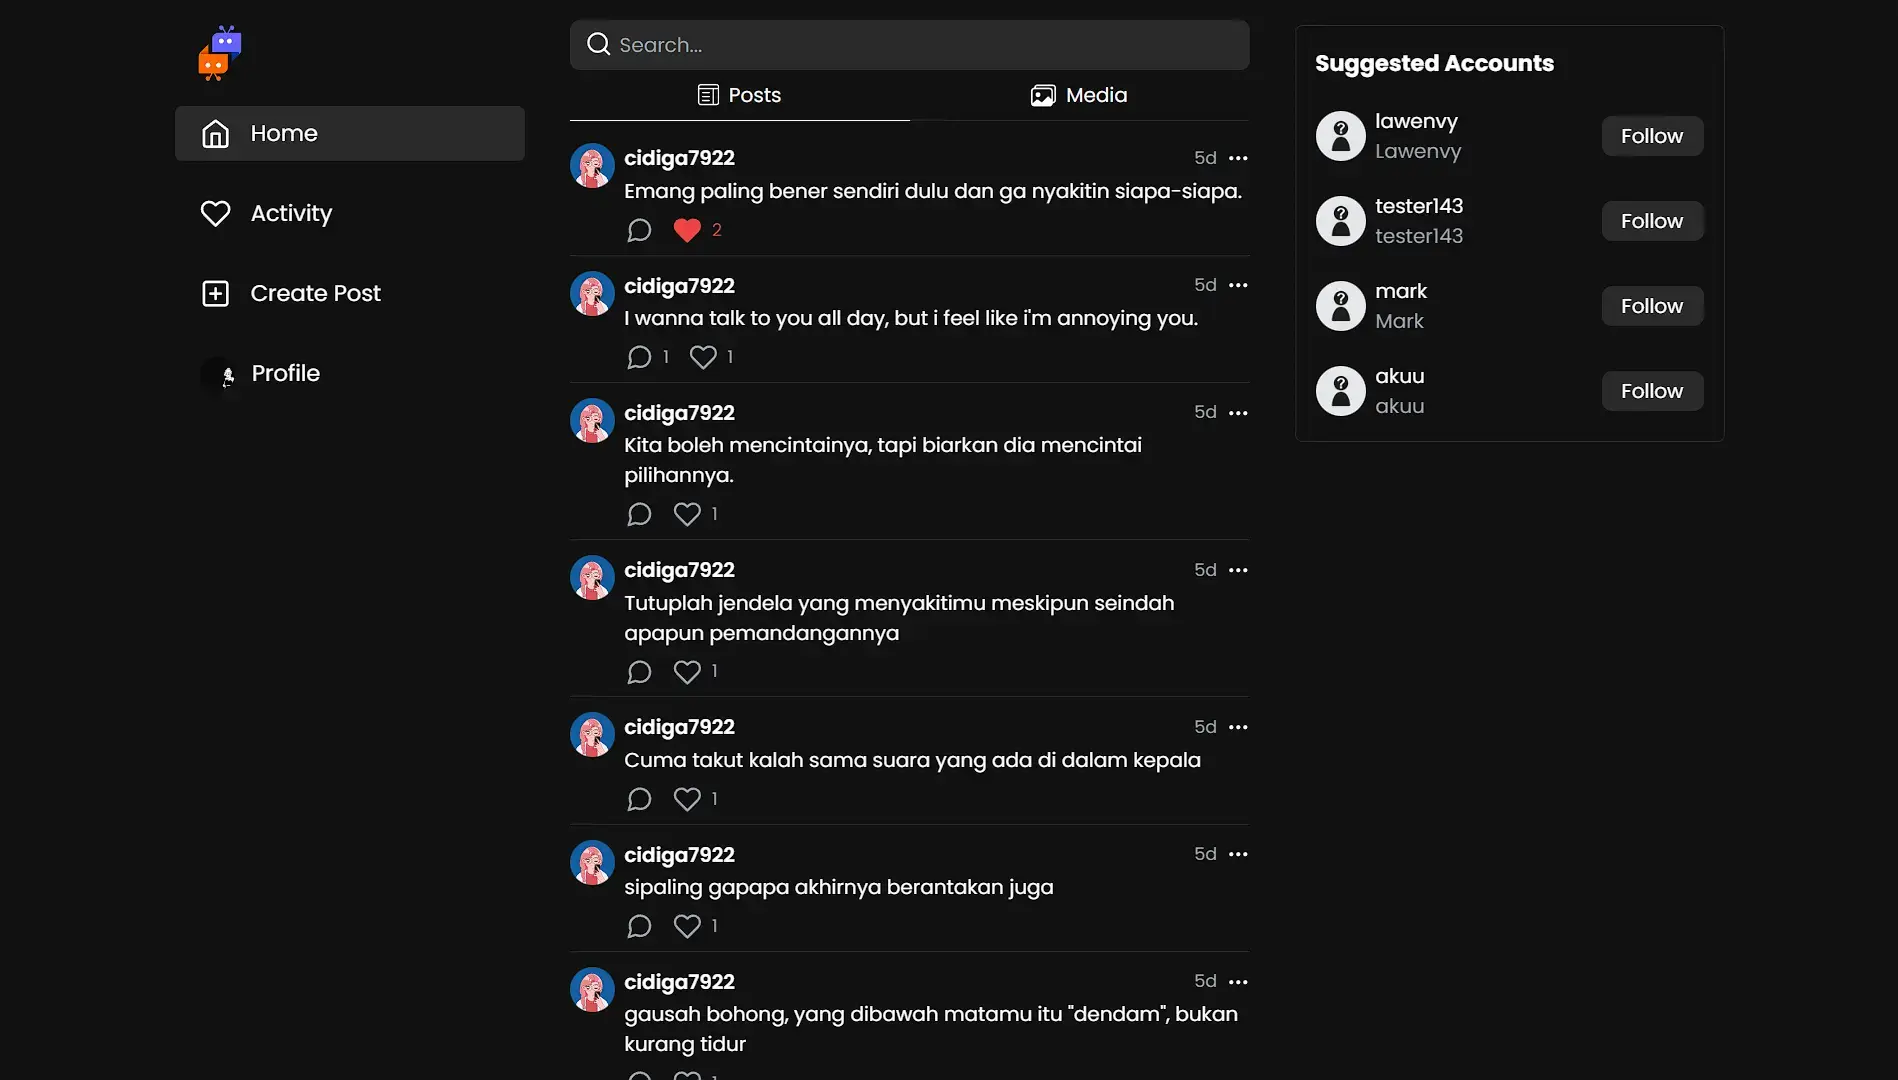 Home
Activity
Create Post
Profile
Search...
Posts
Media
cidiga7922
5d
Emang paling bener sendiri dulu dan ga nyakitin siapa-siapa.
2
cidiga7922
5d
I wanna talk to you all day, but i feel like i'm annoying you.
1
1
cidiga7922
5d
Kita boleh mencintainya, tapi biarkan dia mencintai
pilihannya.
1
cidiga7922
5d
Tutuplah jendela yang menyakitimu meskipun seindah
apapun pemandangannya
1
cidiga7922
5d
Cuma takut kalah sama suara yang ada di dalam kepala
1
cidiga7922
5d
sipaling gapapa akhirnya berantakan juga
1
cidiga7922
5d
gausah bohong, yang dibawah matamu itu "dendam", bukan
kurang tidur
Suggested Accounts
lawenvy
Lawenvy
Follow
tester143
tester143
Follow
mark
Mark
Follow
akuu
akuu
Follow